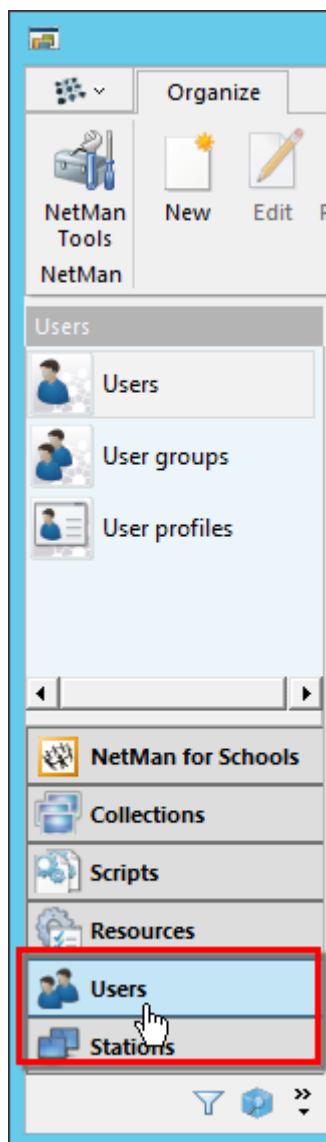 Organize
NetMan
Tools
New
Edit
NetMan
Users
Users
User groups
User profiles
NetMan for Schools
Collections
Scripts
Resources
Users
Stations